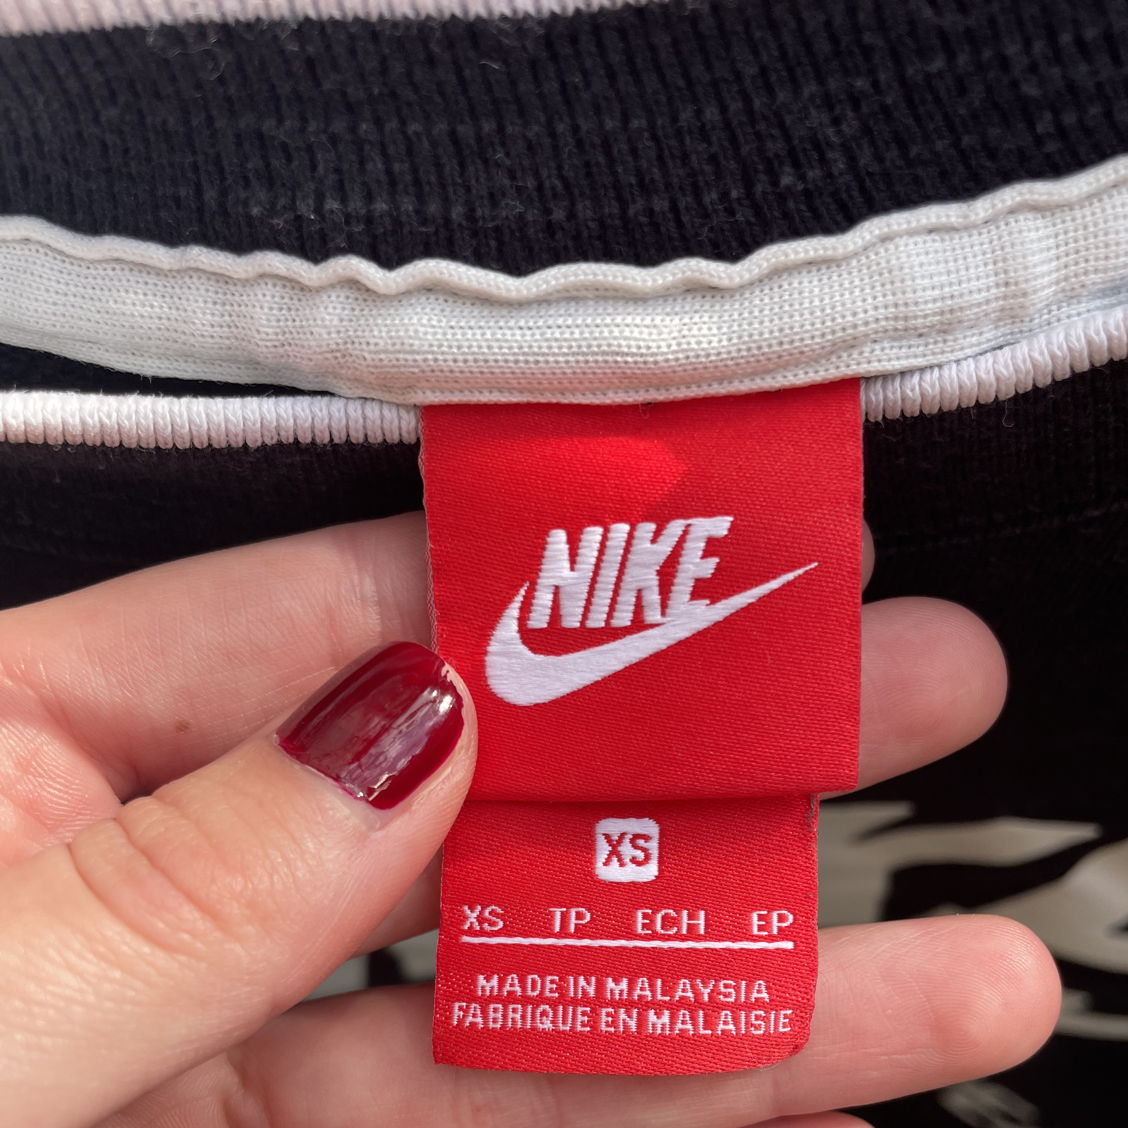 NIKE
XS
XS TP ECH EP
MADE IN MALAYSIA
FABRIQUE EN MALAISIE